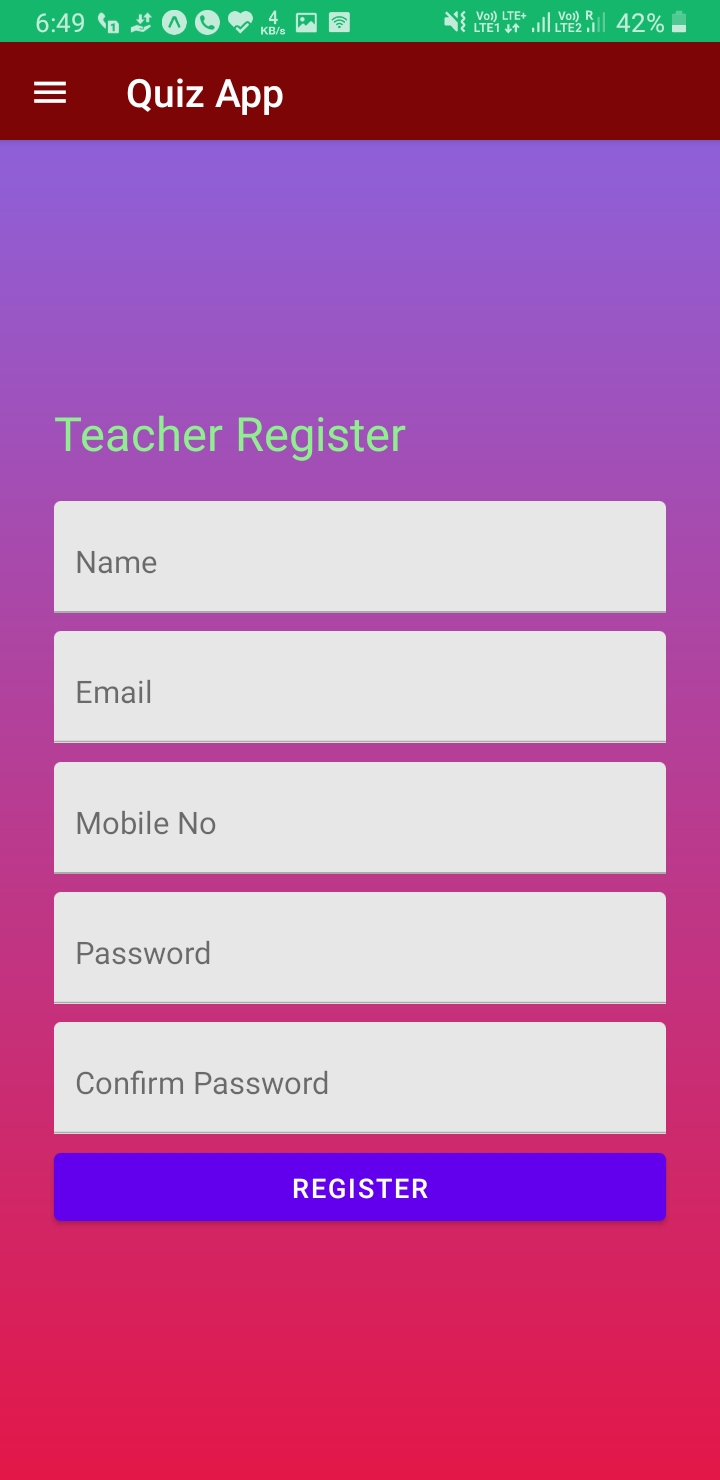 6:49 1 4 KB/s Vo)) LTE+ LTE1 Vo)) R LTE2 42%
Quiz App
Teacher Register
Name
Email
Mobile No
Password
Confirm Password
REGISTER